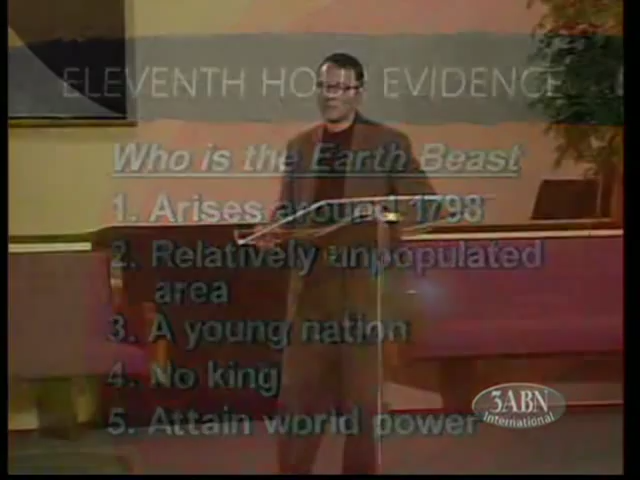 ELEVENTH HOUR EVIDENCE
Who is the Earth Beast
1. Arises around 1798
2. Relatively unpopulated
area
3. A young nation
4. No king
5. Attain world power
3ABN
International